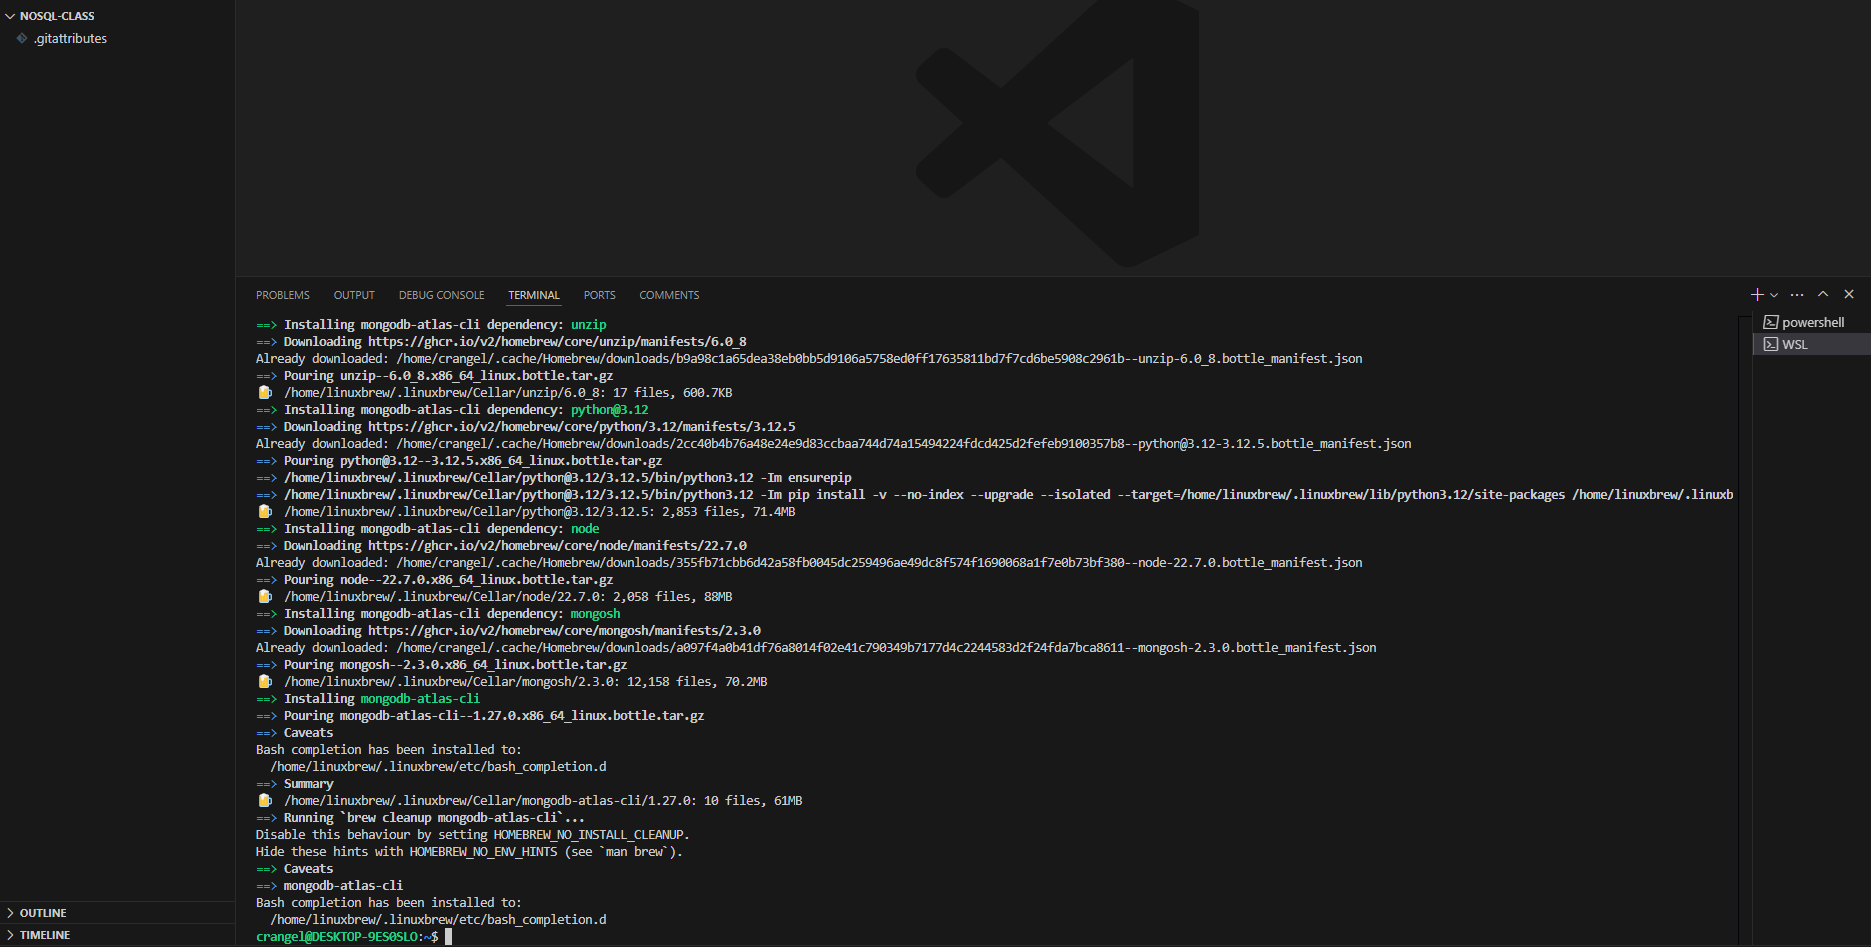 NOSQL-CLASS
.gitattributes
PROBLEMS OUTPUT DEBUG CONSOLE TERMINAL PORTS COMMENTS
powershell
WSL
==> Installing mongodb-atlas-cli dependency: unzip
==> Downloading https://ghcr.io/v2/homebrew/core/unzip/manifests/6.0_8
Already downloaded: /home/crangel/.cache/Homebrew/downloads/b9a98c1a65dea38eb0bb5d9106a5758ed0ff17635811bd7f7cd6be5908c2961b--unzip-6.0_8.bottle_manifest.json
==> Pouring unzip--6.0_8.x86_64_linux.bottle.tar.gz
🍺 /home/linuxbrew/.linuxbrew/Cellar/unzip/6.0_8: 17 files, 600.7KB
==> Installing mongodb-atlas-cli dependency: python@3.12
==> Downloading https://ghcr.io/v2/homebrew/core/python/3.12/manifests/3.12.5
Already downloaded: /home/crangel/.cache/Homebrew/downloads/2cc40b4b76a48e24e9d83ccbaa744d74a15494224fdcd425d2fefeb9100357b8--python@3.12-3.12.5.bottle_manifest.json
==> Pouring python@3.12--3.12.5.x86_64_linux.bottle.tar.gz
==> /home/linuxbrew/.linuxbrew/Cellar/python@3.12/3.12.5/bin/python3.12 -Im ensurepip
==> /home/linuxbrew/.linuxbrew/Cellar/python@3.12/3.12.5/bin/python3.12 -Im pip install -v --no-index --upgrade --isolated --target=/home/linuxbrew/.linuxbrew/lib/python3.12/site-packages /home/linuxbrew/.linuxb
🍺 /home/linuxbrew/.linuxbrew/Cellar/python@3.12/3.12.5: 2,853 files, 71.4MB
==> Installing mongodb-atlas-cli dependency: node
==> Downloading https://ghcr.io/v2/homebrew/core/node/manifests/22.7.0
Already downloaded: /home/crangel/.cache/Homebrew/downloads/355fb71cbb6d42a58fb0045dc259496ae49dc8f574f1690068a1f7e0b73bf380--node-22.7.0.bottle_manifest.json
==> Pouring node--22.7.0.x86_64_linux.bottle.tar.gz
🍺 /home/linuxbrew/.linuxbrew/Cellar/node/22.7.0: 2,058 files, 88MB
==> Installing mongodb-atlas-cli dependency: mongosh
==> Downloading https://ghcr.io/v2/homebrew/core/mongosh/manifests/2.3.0
Already downloaded: /home/crangel/.cache/Homebrew/downloads/a097f4a0b41df76a8014f02e41c790349b7177d4c2244583d2f24fda7bca8611--mongosh-2.3.0.bottle_manifest.json
==> Pouring mongosh--2.3.0.x86_64_linux.bottle.tar.gz
🍺 /home/linuxbrew/.linuxbrew/Cellar/mongosh/2.3.0: 12,158 files, 70.2MB
==> Installing mongodb-atlas-cli
==> Pouring mongodb-atlas-cli--1.27.0.x86_64_linux.bottle.tar.gz
==> Caveats
Bash completion has been installed to:
  /home/linuxbrew/.linuxbrew/etc/bash_completion.d
==> Summary
🍺 /home/linuxbrew/.linuxbrew/Cellar/mongodb-atlas-cli/1.27.0: 10 files, 61MB
==> Running `brew cleanup mongodb-atlas-cli`...
Disable this behaviour by setting HOMEBREW_NO_INSTALL_CLEANUP.
Hide these hints with HOMEBREW_NO_ENV_HINTS (see `man brew`).
==> Caveats
==> mongodb-atlas-cli
Bash completion has been installed to:
  /home/linuxbrew/.linuxbrew/etc/bash_completion.d
crangel@DESKTOP-9ES0SLO:~$
OUTLINE
TIMELINE